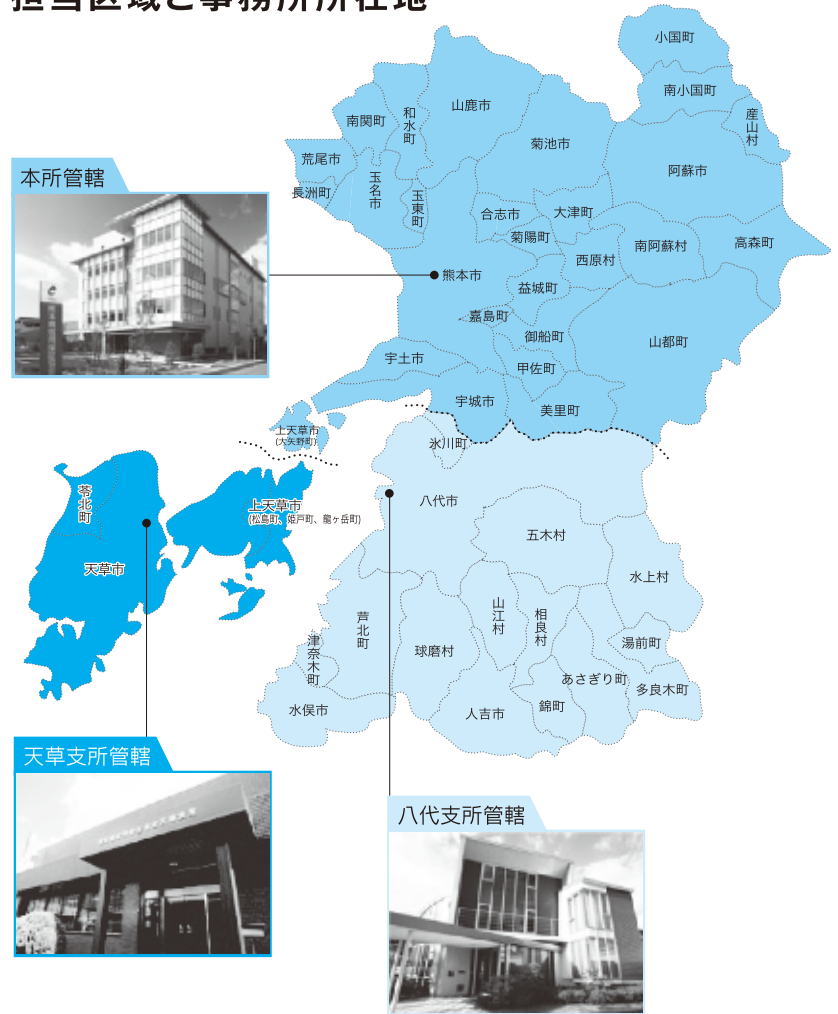 担当区域と事務所所在地
小国町
南小国町
産山村
山鹿市
和水町
南関町
菊池市
荒尾市
阿蘇市
長洲町
玉名市
玉東町
合志市
大津町
菊陽町
西原村
南阿蘇村
高森町
熊本市
益城町
嘉島町
御船町
山都町
宇土市
甲佐町
宇城市
美里町
上天草市
(大矢野町)
氷川町
八代市
苓北町
上天草市
(松島町、姫戸町、龍ヶ岳町)
天草市
五木村
水上村
山江村
相良村
芦北町
津奈木町
球磨村
湯前町
あさぎり町
多良木町
水俣市
人吉市
錦町
本所管轄
天草支所管轄
八代支所管轄